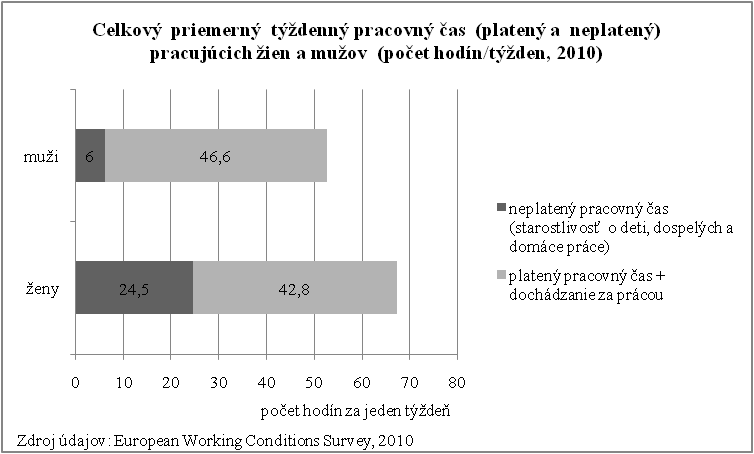 Celkový priemerný týždenný pracovný čas (platený a neplatený)
pracujúcich žien a mužov (počet hodín/týzden, 2010)
muži
6
46,6
ženy
24,5
42,8
neplatený pracovný čas
(starostlivosť o deti, dospelých a
domáce práce)
platený pracovný čas +
dochádzanie za prácou
0 10 20 30 40 50 60 70 80
počet hodín za jeden týždeň
Zdroj údajov: European Working Conditions Survey, 2010